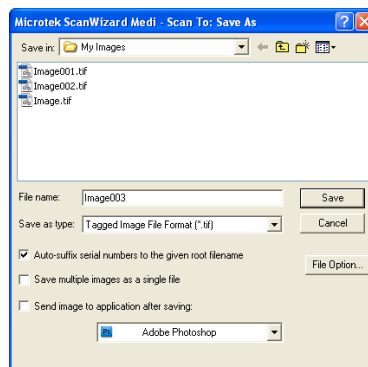 Microtek ScanWizard Medi - Scan To: Save As
Save in: My Images
Image001.tif
Image002.tif
Image.tif
File name: Image003 Save
Save as type: Tagged Image File Format (*.tif) Cancel
Auto-suffix serial numbers to the given root filename
File Option...
Save multiple images as a single file
Send image to application after saving:
Ps Adobe Photoshop